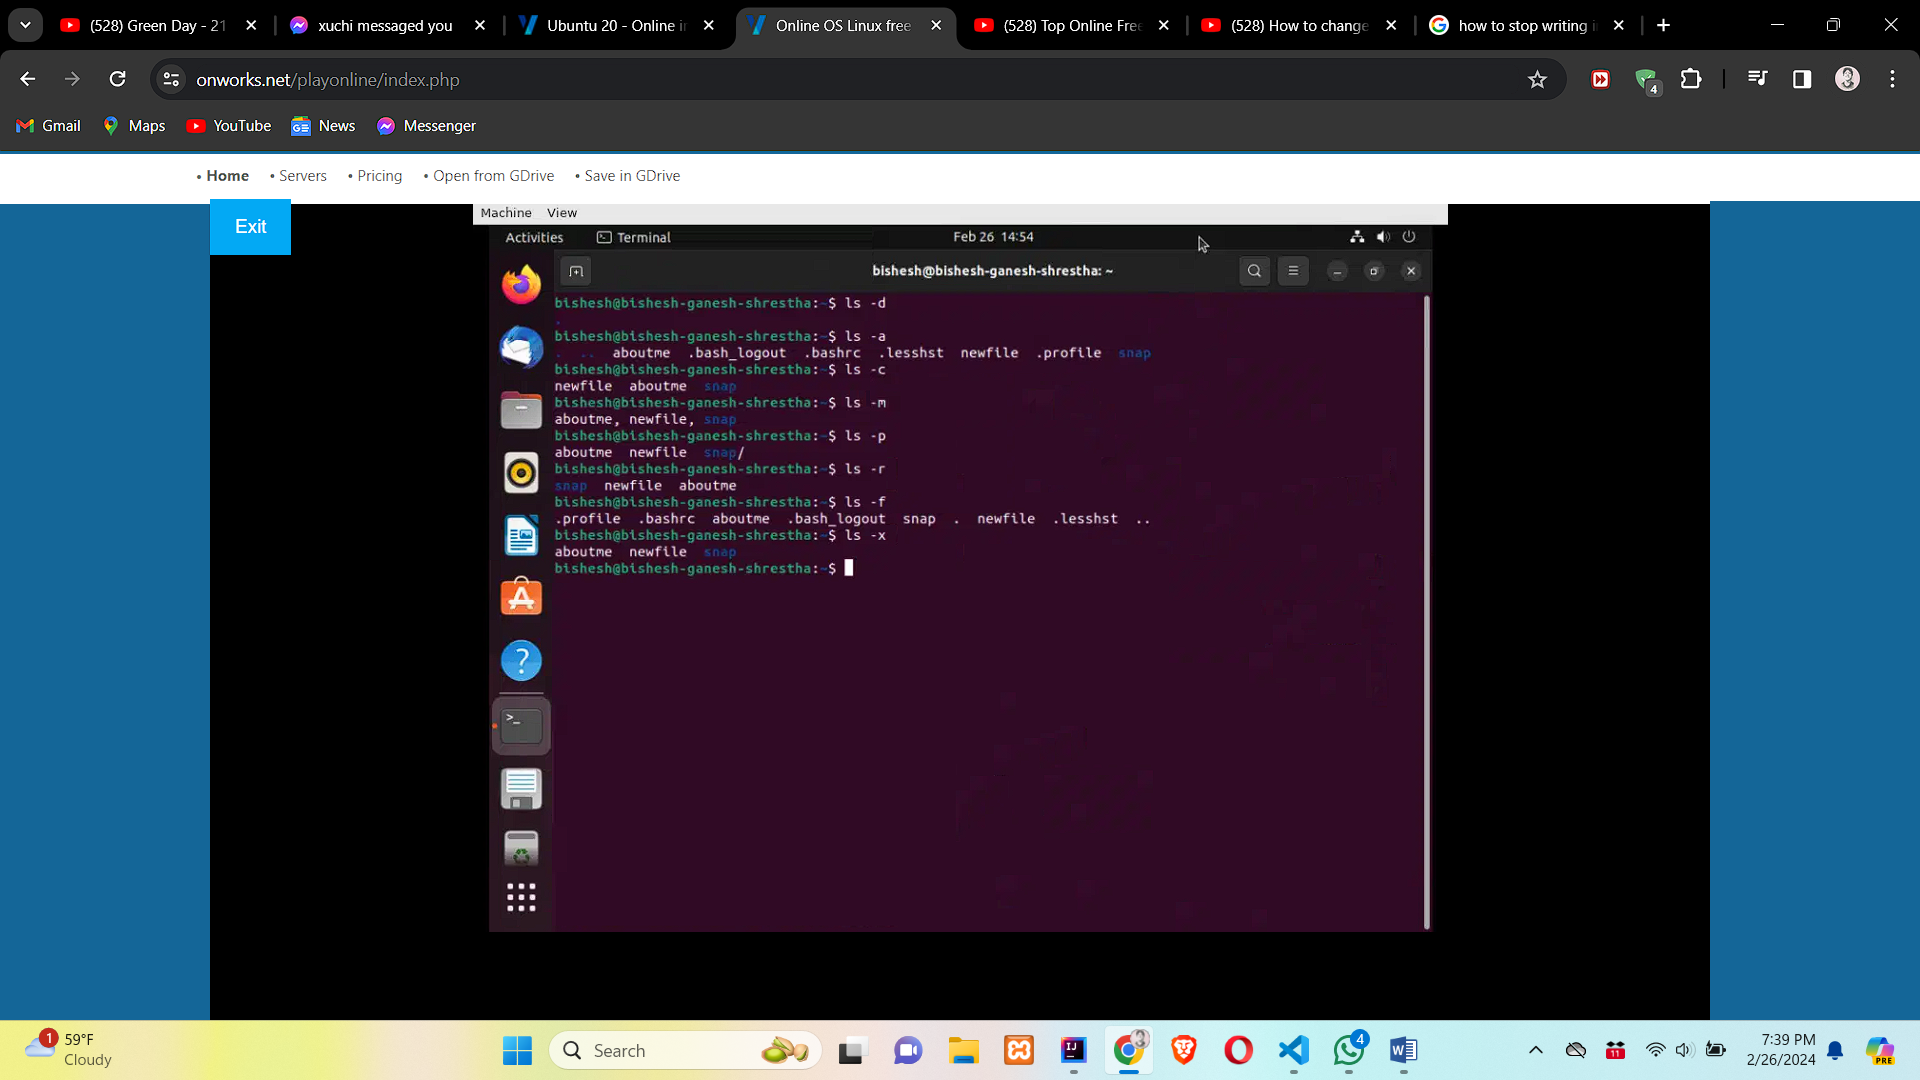 (528) Green Day - 21
xuchi messaged you
Ubuntu 20 - Online in
Online OS Linux free
(528) Top Online Free
(528) How to change
how to stop writing i
onworks.net/playonline/index.php
4
Gmail
Maps
YouTube
News
Messenger
• Home • Servers • Pricing • Open from GDrive • Save in GDrive
Exit
Machine View
Activities Terminal Feb 26 14:54
bishesh@bishesh-ganesh-shrestha: ~
bishesh@bishesh-ganesh-shrestha:~$ ls -d
.
bishesh@bishesh-ganesh-shrestha:~$ ls -a
. .. aboutme .bash_logout .bashrc .lesshst newfile .profile snap
bishesh@bishesh-ganesh-shrestha:~$ ls -c
newfile aboutme snap
bishesh@bishesh-ganesh-shrestha:~$ ls -m
aboutme, newfile, snap
bishesh@bishesh-ganesh-shrestha:~$ ls -p
aboutme newfile snap/
bishesh@bishesh-ganesh-shrestha:~$ ls -r
snap newfile aboutme
bishesh@bishesh-ganesh-shrestha:~$ ls -f
.profile .bashrc aboutme .bash_logout snap . newfile .lesshst ..
bishesh@bishesh-ganesh-shrestha:~$ ls -x
aboutme newfile snap
bishesh@bishesh-ganesh-shrestha:~$
1
59°F
Cloudy
Search
IJ
4
W
11
7:39 PM
2/26/2024
PRE